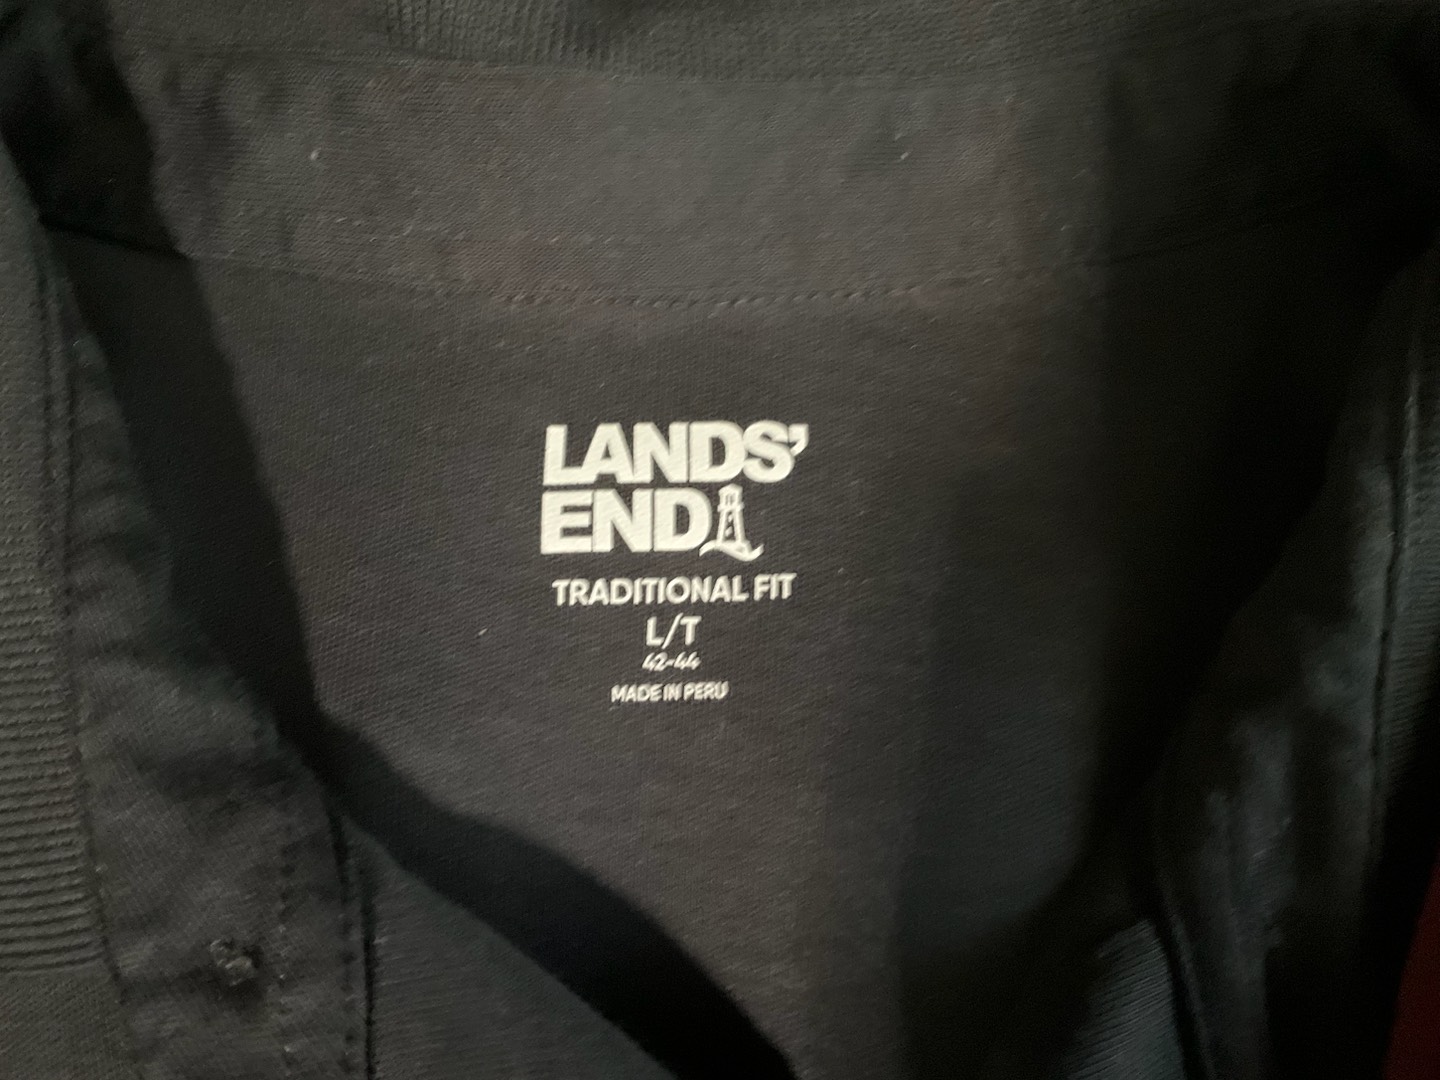 LANDS'
END
TRADITIONAL FIT
L/T
42-44
MADE IN PERU